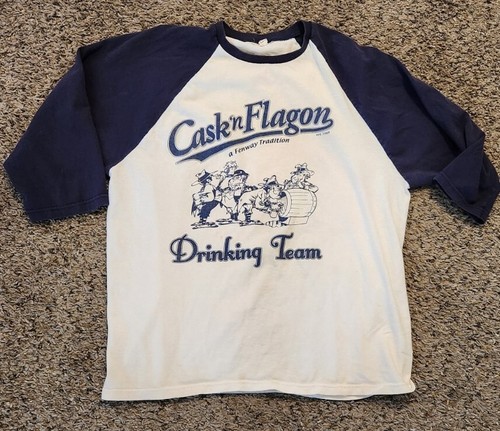 Cask'n Flagon
a Fenway Tradition
Drinking Team